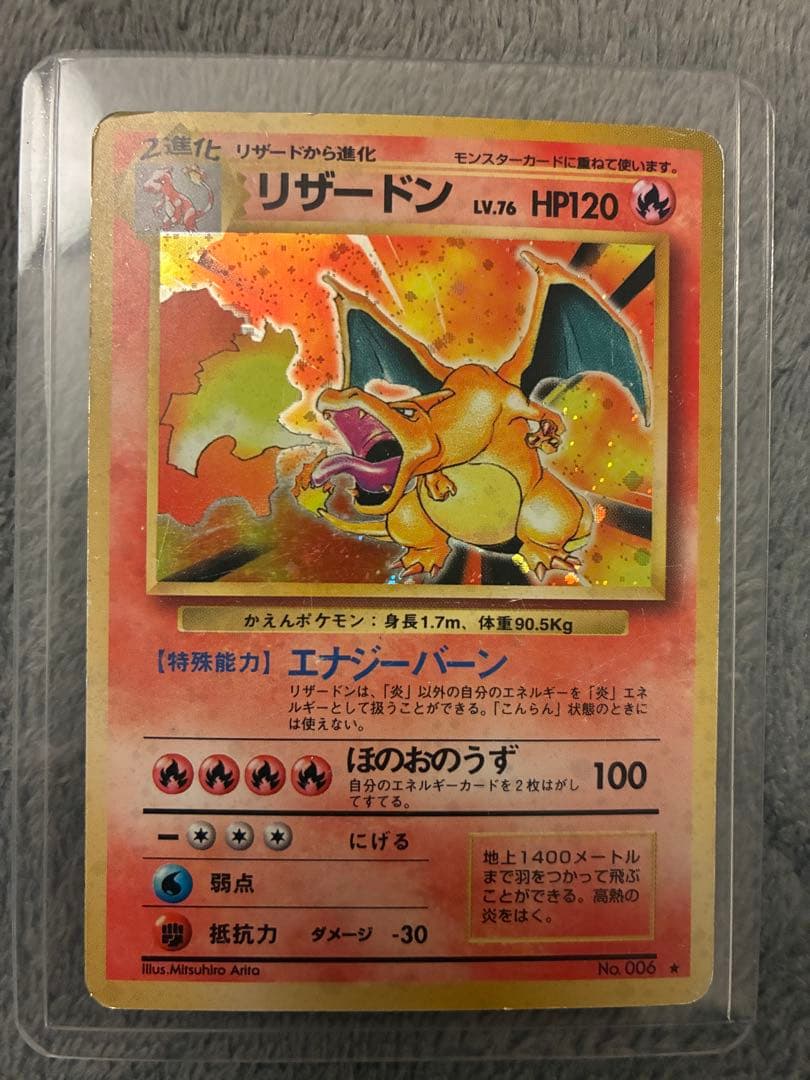 2進化 リザードから進化 モンスターカードに重ねて使います。
リザードン LV.76 HP120
かえんポケモン：身長1.7m、体重90.5Kg
【特殊能力】エナジーバーン
リザードンは、「炎」以外の自分のエネルギーを「炎」エネ
ルギーとして扱うことができる。「こんらん」状態のときに
は使えない。
ほのおのうず 100
自分のエネルギーカードを2枚はがし
てすてる。
にげる
弱点
抵抗力 ダメージ -30
地上1400メートル
まで羽をつかって飛ぶ
ことができる。高熱の
炎をはく。
Illus.Mitsuhiro Arita No. 006 ★